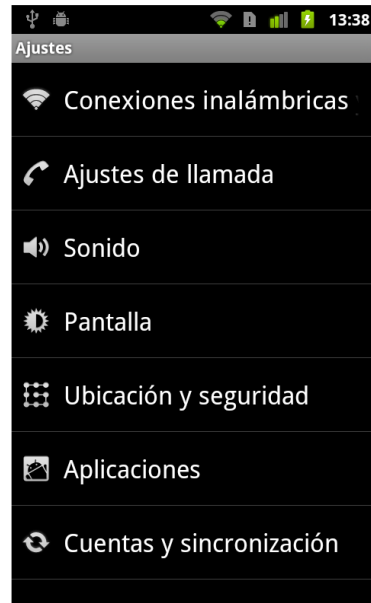 13:38
Ajustes
Conexiones inalámbricas
Ajustes de llamada
Sonido
Pantalla
Ubicación y seguridad
Aplicaciones
Cuentas y sincronización